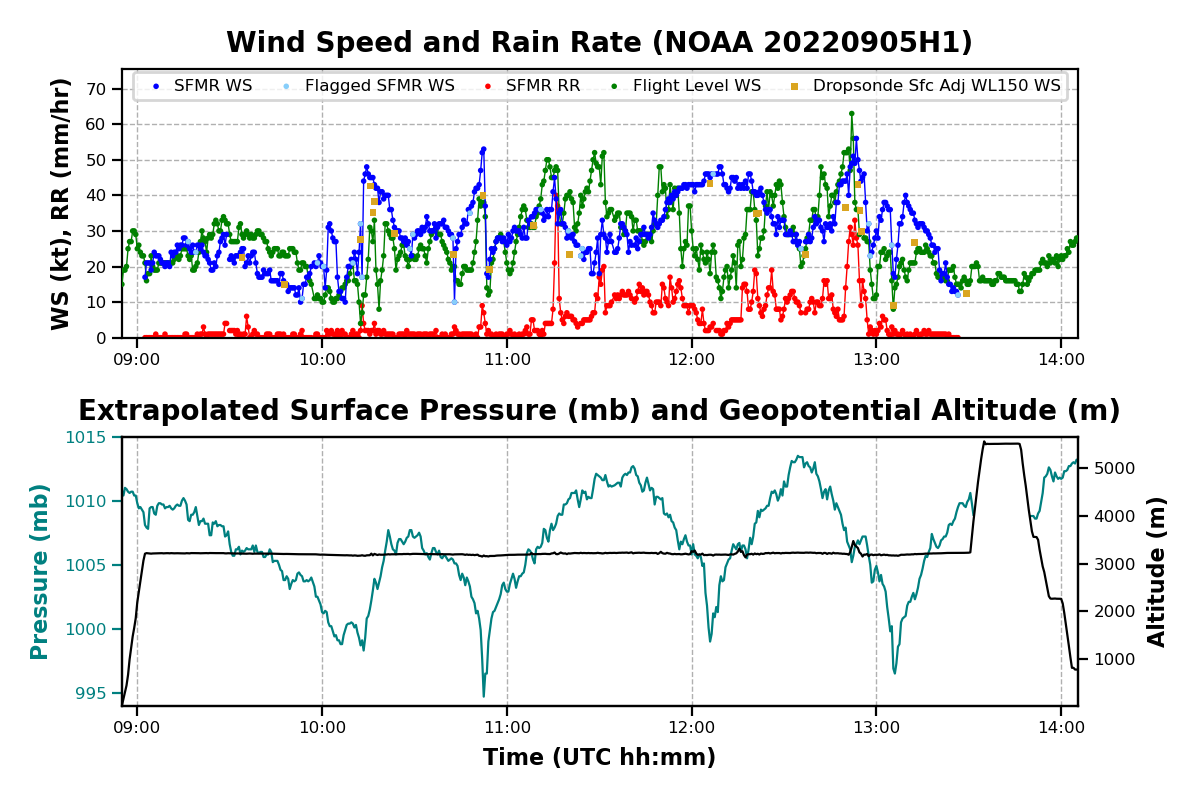 Wind Speed and Rain Rate (NOAA 20220905H1)
WS (kt), RR (mm/hr)
SFMR WS
Flagged SFMR WS
SFMR RR
Flight Level WS
Dropsonde Sfc Adj WL150 WS
70
60
50
40
30
20
10
0
09:00
10:00
11:00
12:00
13:00
14:00
Extrapolated Surface Pressure (mb) and Geopotential Altitude (m)
Pressure (mb)
1015
1010
1005
1000
995
5000
4000
3000
2000
1000
Altitude (m)
09:00
10:00
11:00
12:00
13:00
14:00
Time (UTC hh:mm)